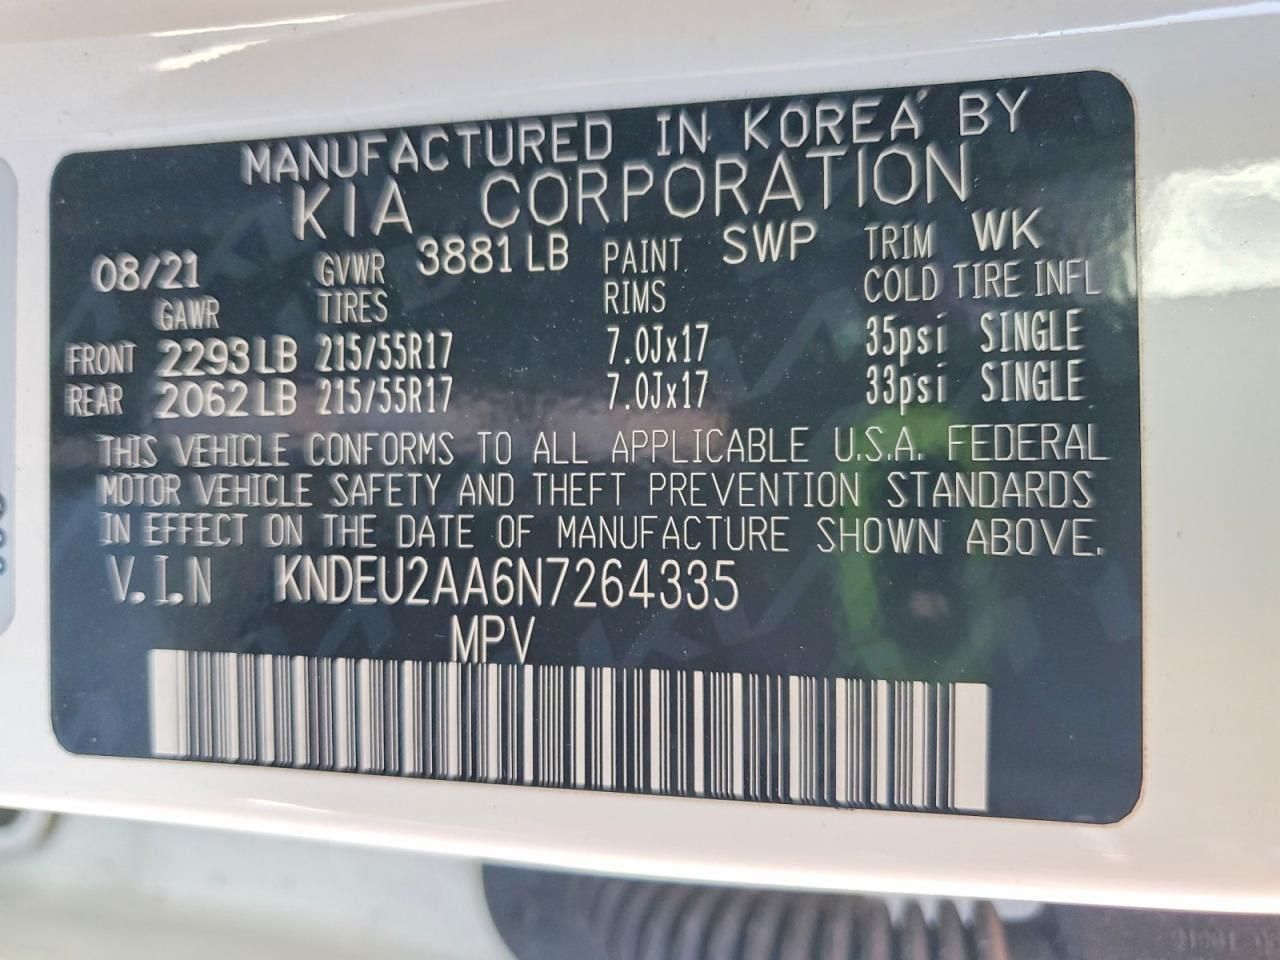 MANUFACTURED IN KOREA BY
KIA CORPORATION
08/21 GVWR 3881 LB PAINT SWP TRIM WK
GAWR TIRES RIMS COLD TIRE INFL
FRONT 2293 LB 215/55R17 7.0Jx17 35psi SINGLE
REAR 2062 LB 215/55R17 7.0Jx17 33psi SINGLE
THIS VEHICLE CONFORMS TO ALL APPLICABLE U.S.A. FEDERAL
MOTOR VEHICLE SAFETY AND THEFT PREVENTION STANDARDS
IN EFFECT ON THE DATE OF MANUFACTURE SHOWN ABOVE.
V.I.N KNDEU2AA6N7264335
MPV